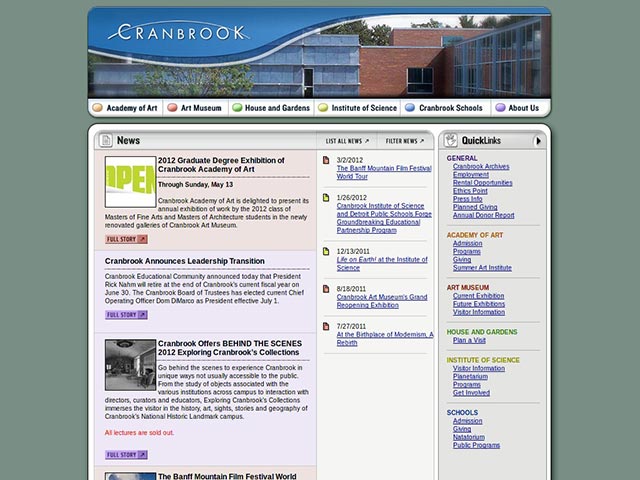 CRANBROOK
Academy of Art
Art Museum
House and Gardens
Institute of Science
Cranbrook Schools
About Us
News
LIST ALL NEWS
FILTER NEWS
2012 Graduate Degree Exhibition of
Cranbrook Academy of Art
Through Sunday, May 13
Cranbrook Academy of Art is delighted to present its
annual exhibition of work by the 2012 class of
Masters of Fine Arts and Masters of Architecture students in the newly
renovated galleries of Cranbrook Art Museum.
OPEN
FULL STORY
Cranbrook Announces Leadership Transition
Cranbrook Educational Community announced today that President
Rick Nahm will retire at the end of Cranbrook's current fiscal year on
June 30. The Cranbrook Board of Trustees has elected current Chief
Operating Officer Dom DiMarco as President effective July 1.
FULL STORY
Cranbrook Offers BEHIND THE SCENES
2012 Exploring Cranbrook's Collections
Go behind the scenes to experience Cranbrook in
unique ways not usually accessible to the public.
From the study of objects associated with the
various institutions across campus to interaction with
directors, curators and educators, Exploring Cranbrook's Collections
immerses the visitor in the history, art, sights, stories and geography of
Cranbrook's National Historic Landmark campus.
All lectures are sold out.
FULL STORY
The Banff Mountain Film Festival World
3/2/2012
The Banff Mountain Film Festival
World Tour
1/26/2012
Cranbrook Institute of Science
and Detroit Public Schools Forge
Groundbreaking Educational
Partnership Program
12/13/2011
Life on Earth! at the Institute of
Science
8/18/2011
Cranbrook Art Museum's Grand
Reopening Exhibition
7/27/2011
At the Birthplace of Modernism, A
Rebirth
QuickLinks
GENERAL
Cranbrook Archives
Employment
Rental Opportunities
Ethics Point
Press Info
Planned Giving
Annual Donor Report
ACADEMY OF ART
Admission
Programs
Giving
Summer Art Institute
ART MUSEUM
Current Exhibition
Future Exhibitions
Visitor Information
HOUSE AND GARDENS
Plan a Visit
INSTITUTE OF SCIENCE
Visitor Information
Planetarium
Programs
Get Involved
SCHOOLS
Admission
Giving
Natatorium
Public Programs